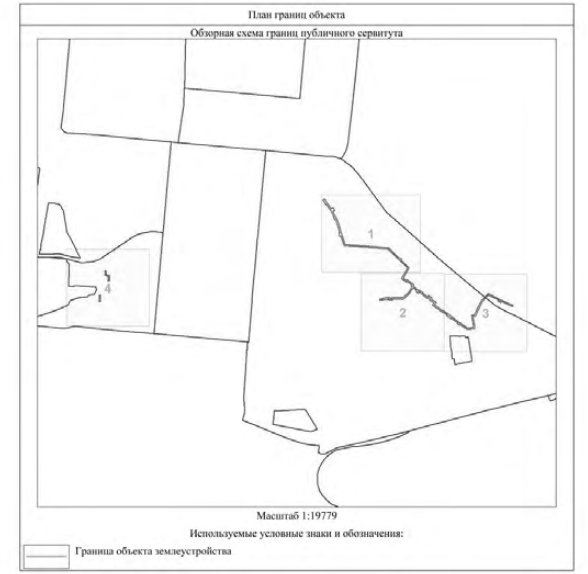 План границ объекта
Обзорная схема границ публичного сервитута
1
4
2
3
Масштаб 1:19779
Используемые условные знаки и обозначения:
Граница объекта землеустройства